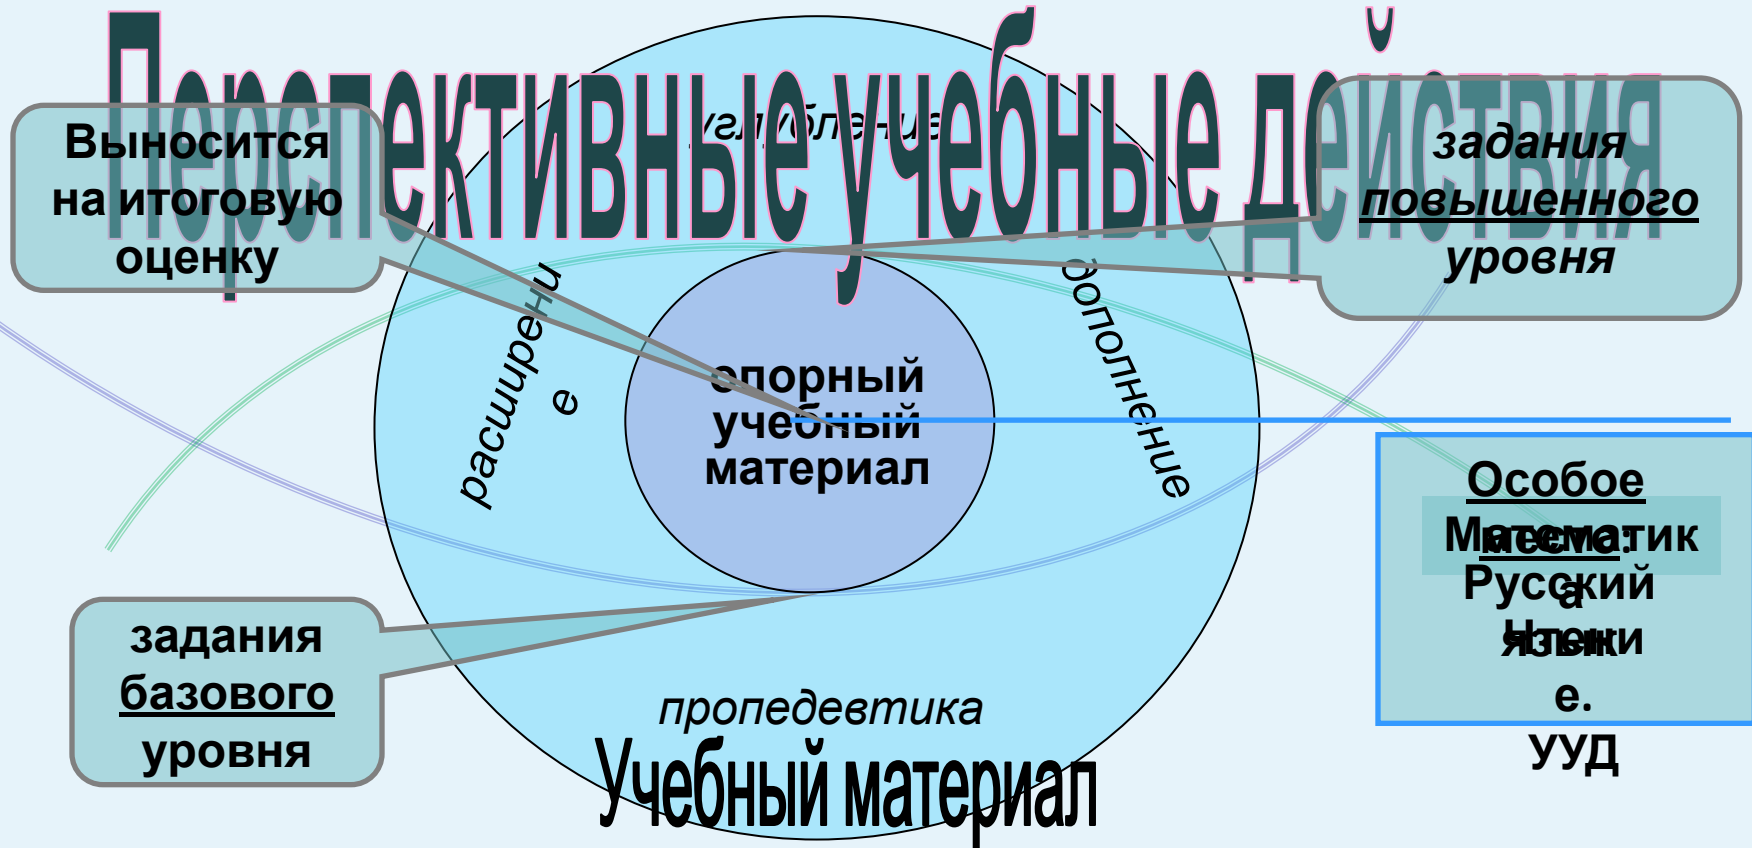 Перспективные учебные действия
углубление
Выносится
на итоговую
оценку
задания
повышенного
уровня
расширени
е
дополнение
опорный
учебный
материал
Особое
место:
Математик
а
Русский
язык
Чтени
е.
УУД
задания
базового
уровня
пропедевтика
Учебный материал